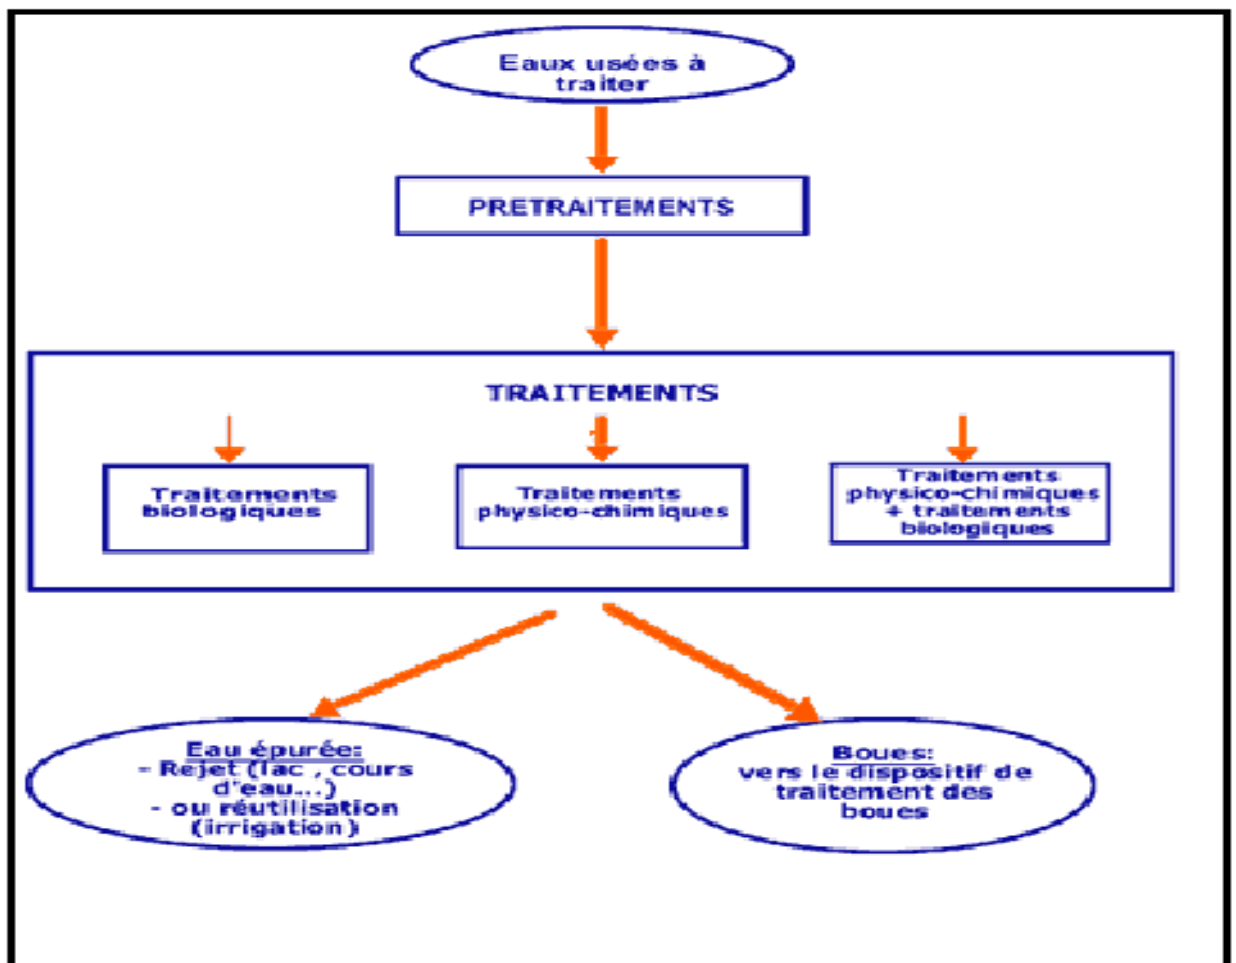 Eaux usées à
traiter
PRETRAITEMENTS
TRAITEMENTS
Traitements
biologiques
Traitements
physico-chimiques
Traitements
physico-chimiques
+ traitements
biologiques
Eau épurée:
- Rejet (lac , cours
d'eau...)
- ou réutilisation
(irrigation)
Boues:
vers le dispositif de
traitement des
boues